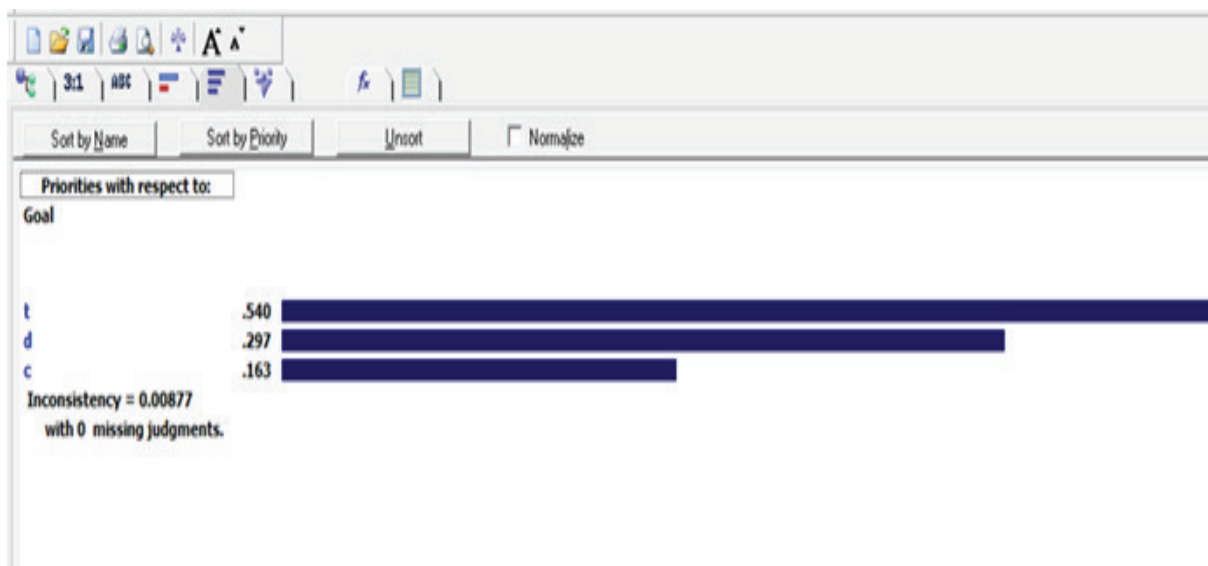 A A
3:1 ABC fx
Sort by Name Sort by Priority Unsort Normalize
Priorities with respect to:
Goal
t .540
d .297
c .163
Inconsistency = 0.00877
with 0 missing judgments.